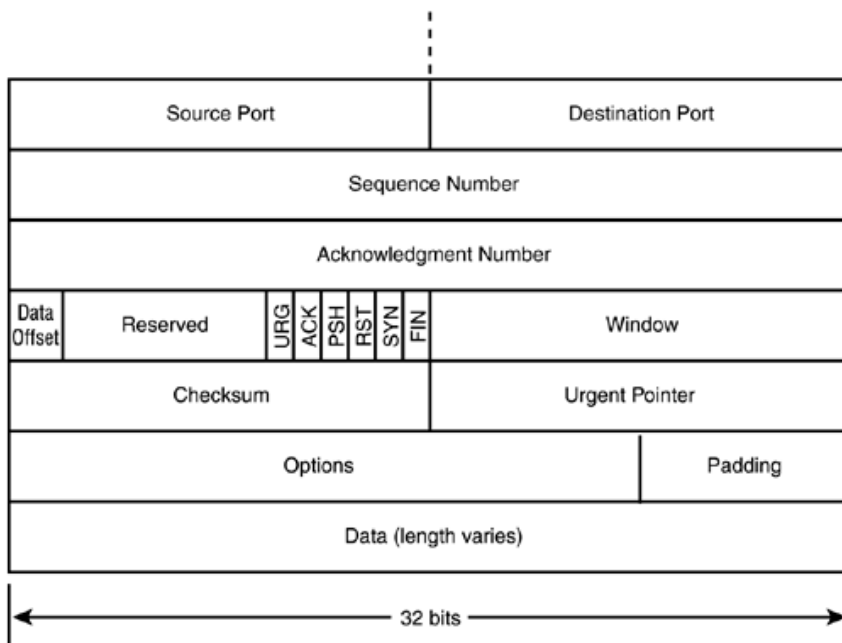 Source Port
Destination Port
Sequence Number
Acknowledgment Number
Data
Offset
Reserved
URG
ACK
PSH
RST
SYN
FIN
Window
Checksum
Urgent Pointer
Options
Padding
Data (length varies)
32 bits